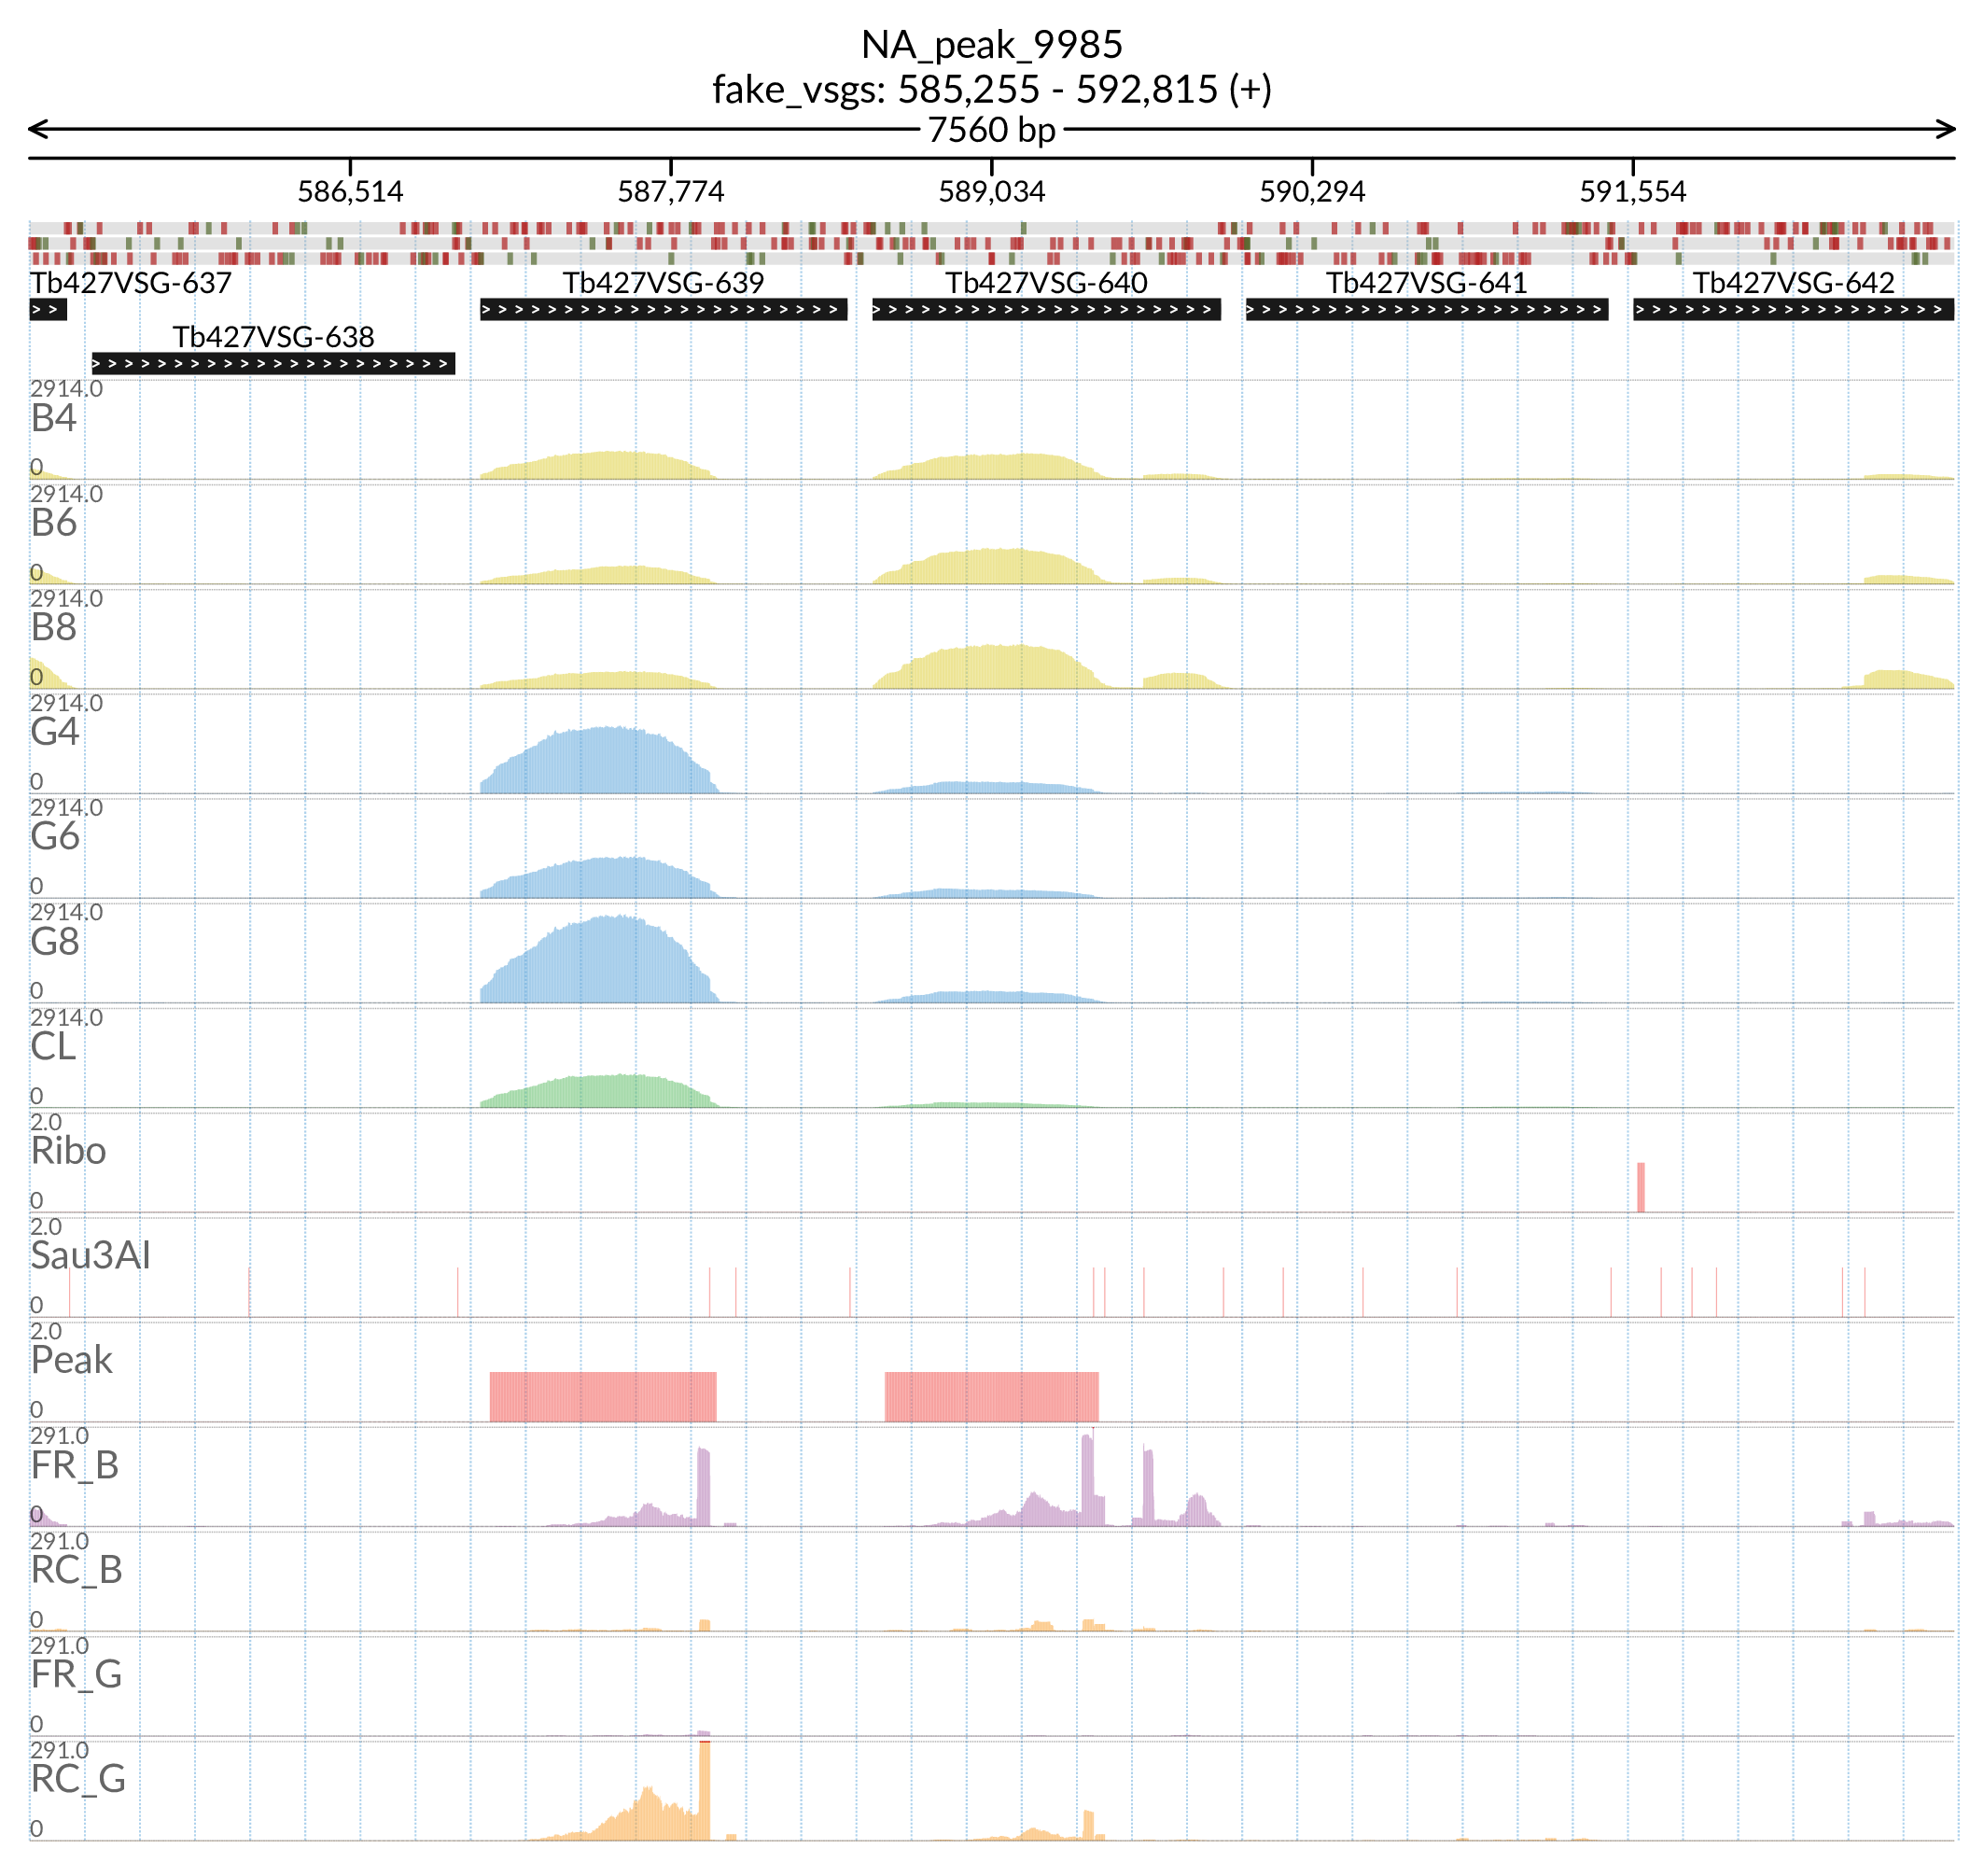 NA_peak_9985
fake_vsgs: 585,255 - 592,815 (+)
7560 bp
586,514 587,774 589,034 590,294 591,554
Tb427VSG-637 Tb427VSG-639 Tb427VSG-640 Tb427VSG-641 Tb427VSG-642
Tb427VSG-638
2914.0
B4
0
2914.0
B6
0
2914.0
B8
0
2914.0
G4
0
2914.0
G6
0
2914.0
G8
0
2914.0
CL
0
2.0
Ribo
0
2.0
Sau3AI
0
2.0
Peak
0
291.0
FR_B
0
291.0
RC_B
0
291.0
FR_G
0
291.0
RC_G
0